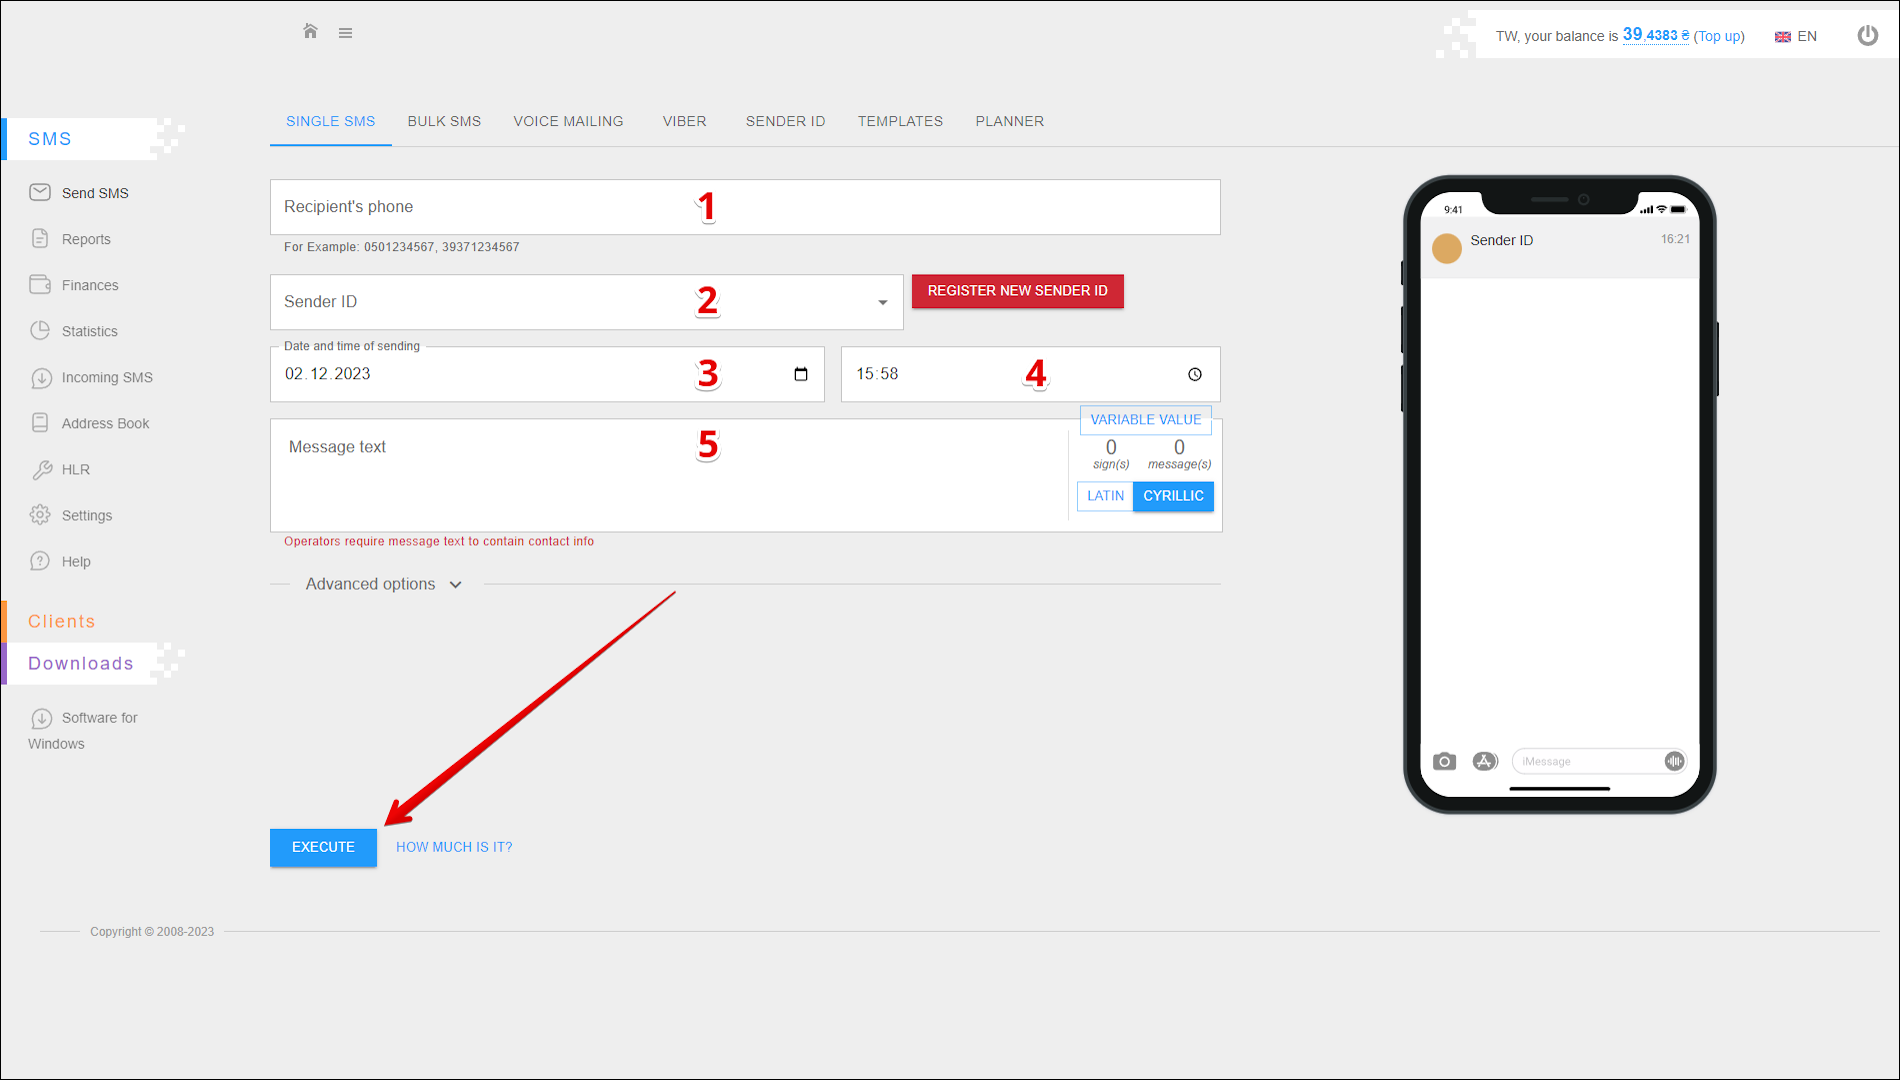 TW, your balance is 39,4383 ₴ (Top up)
EN
SMS
Send SMS
Reports
Finances
Statistics
Incoming SMS
Address Book
HLR
Settings
Help
Clients
Downloads
Software for
Windows
SINGLE SMS BULK SMS VOICE MAILING VIBER SENDER ID TEMPLATES PLANNER
Recipient's phone 1
For Example: 0501234567, 39371234567
Sender ID 2
REGISTER NEW SENDER ID
Date and time of sending
02.12.2023 3
15:58 4
Message text 5
VARIABLE VALUE
0 0
sign(s) message(s)
LATIN CYRILLIC
Operators require message text to contain contact info
Advanced options
EXECUTE
HOW MUCH IS IT?
9:41
Sender ID 16:21
iMessage
Copyright © 2008-2023